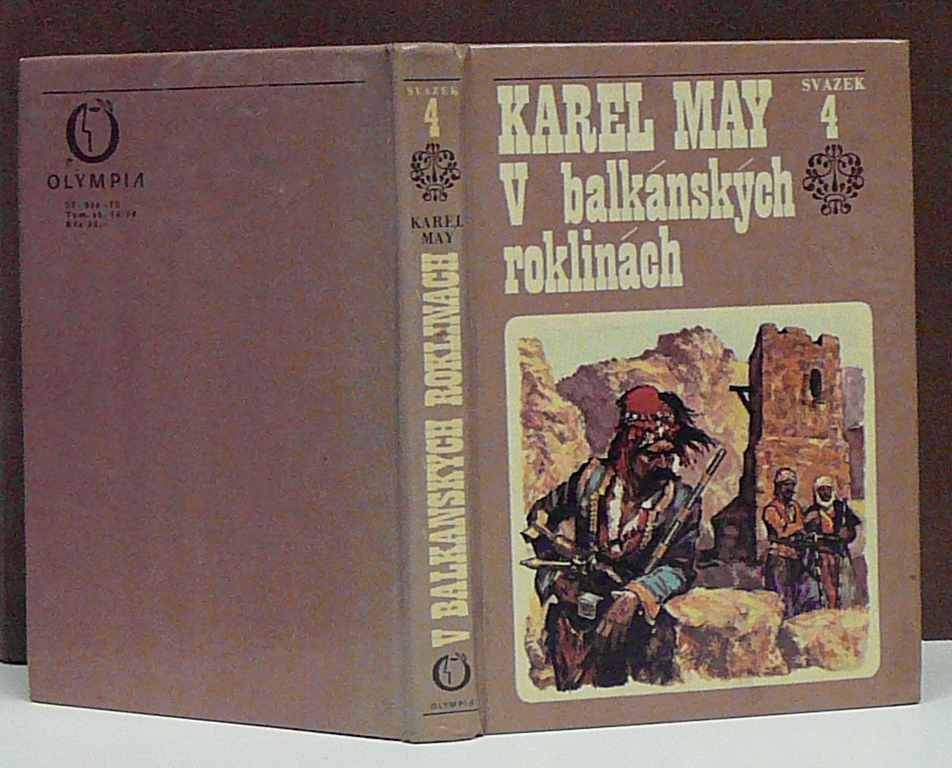 OLYMPIA
SVAZEK
4
KAREL
MAY
V BALKÁNSKÝCH ROKLINÁCH
OLYMPIA
KAREL MAY
SVAZEK
4
V balkánských
roklinách